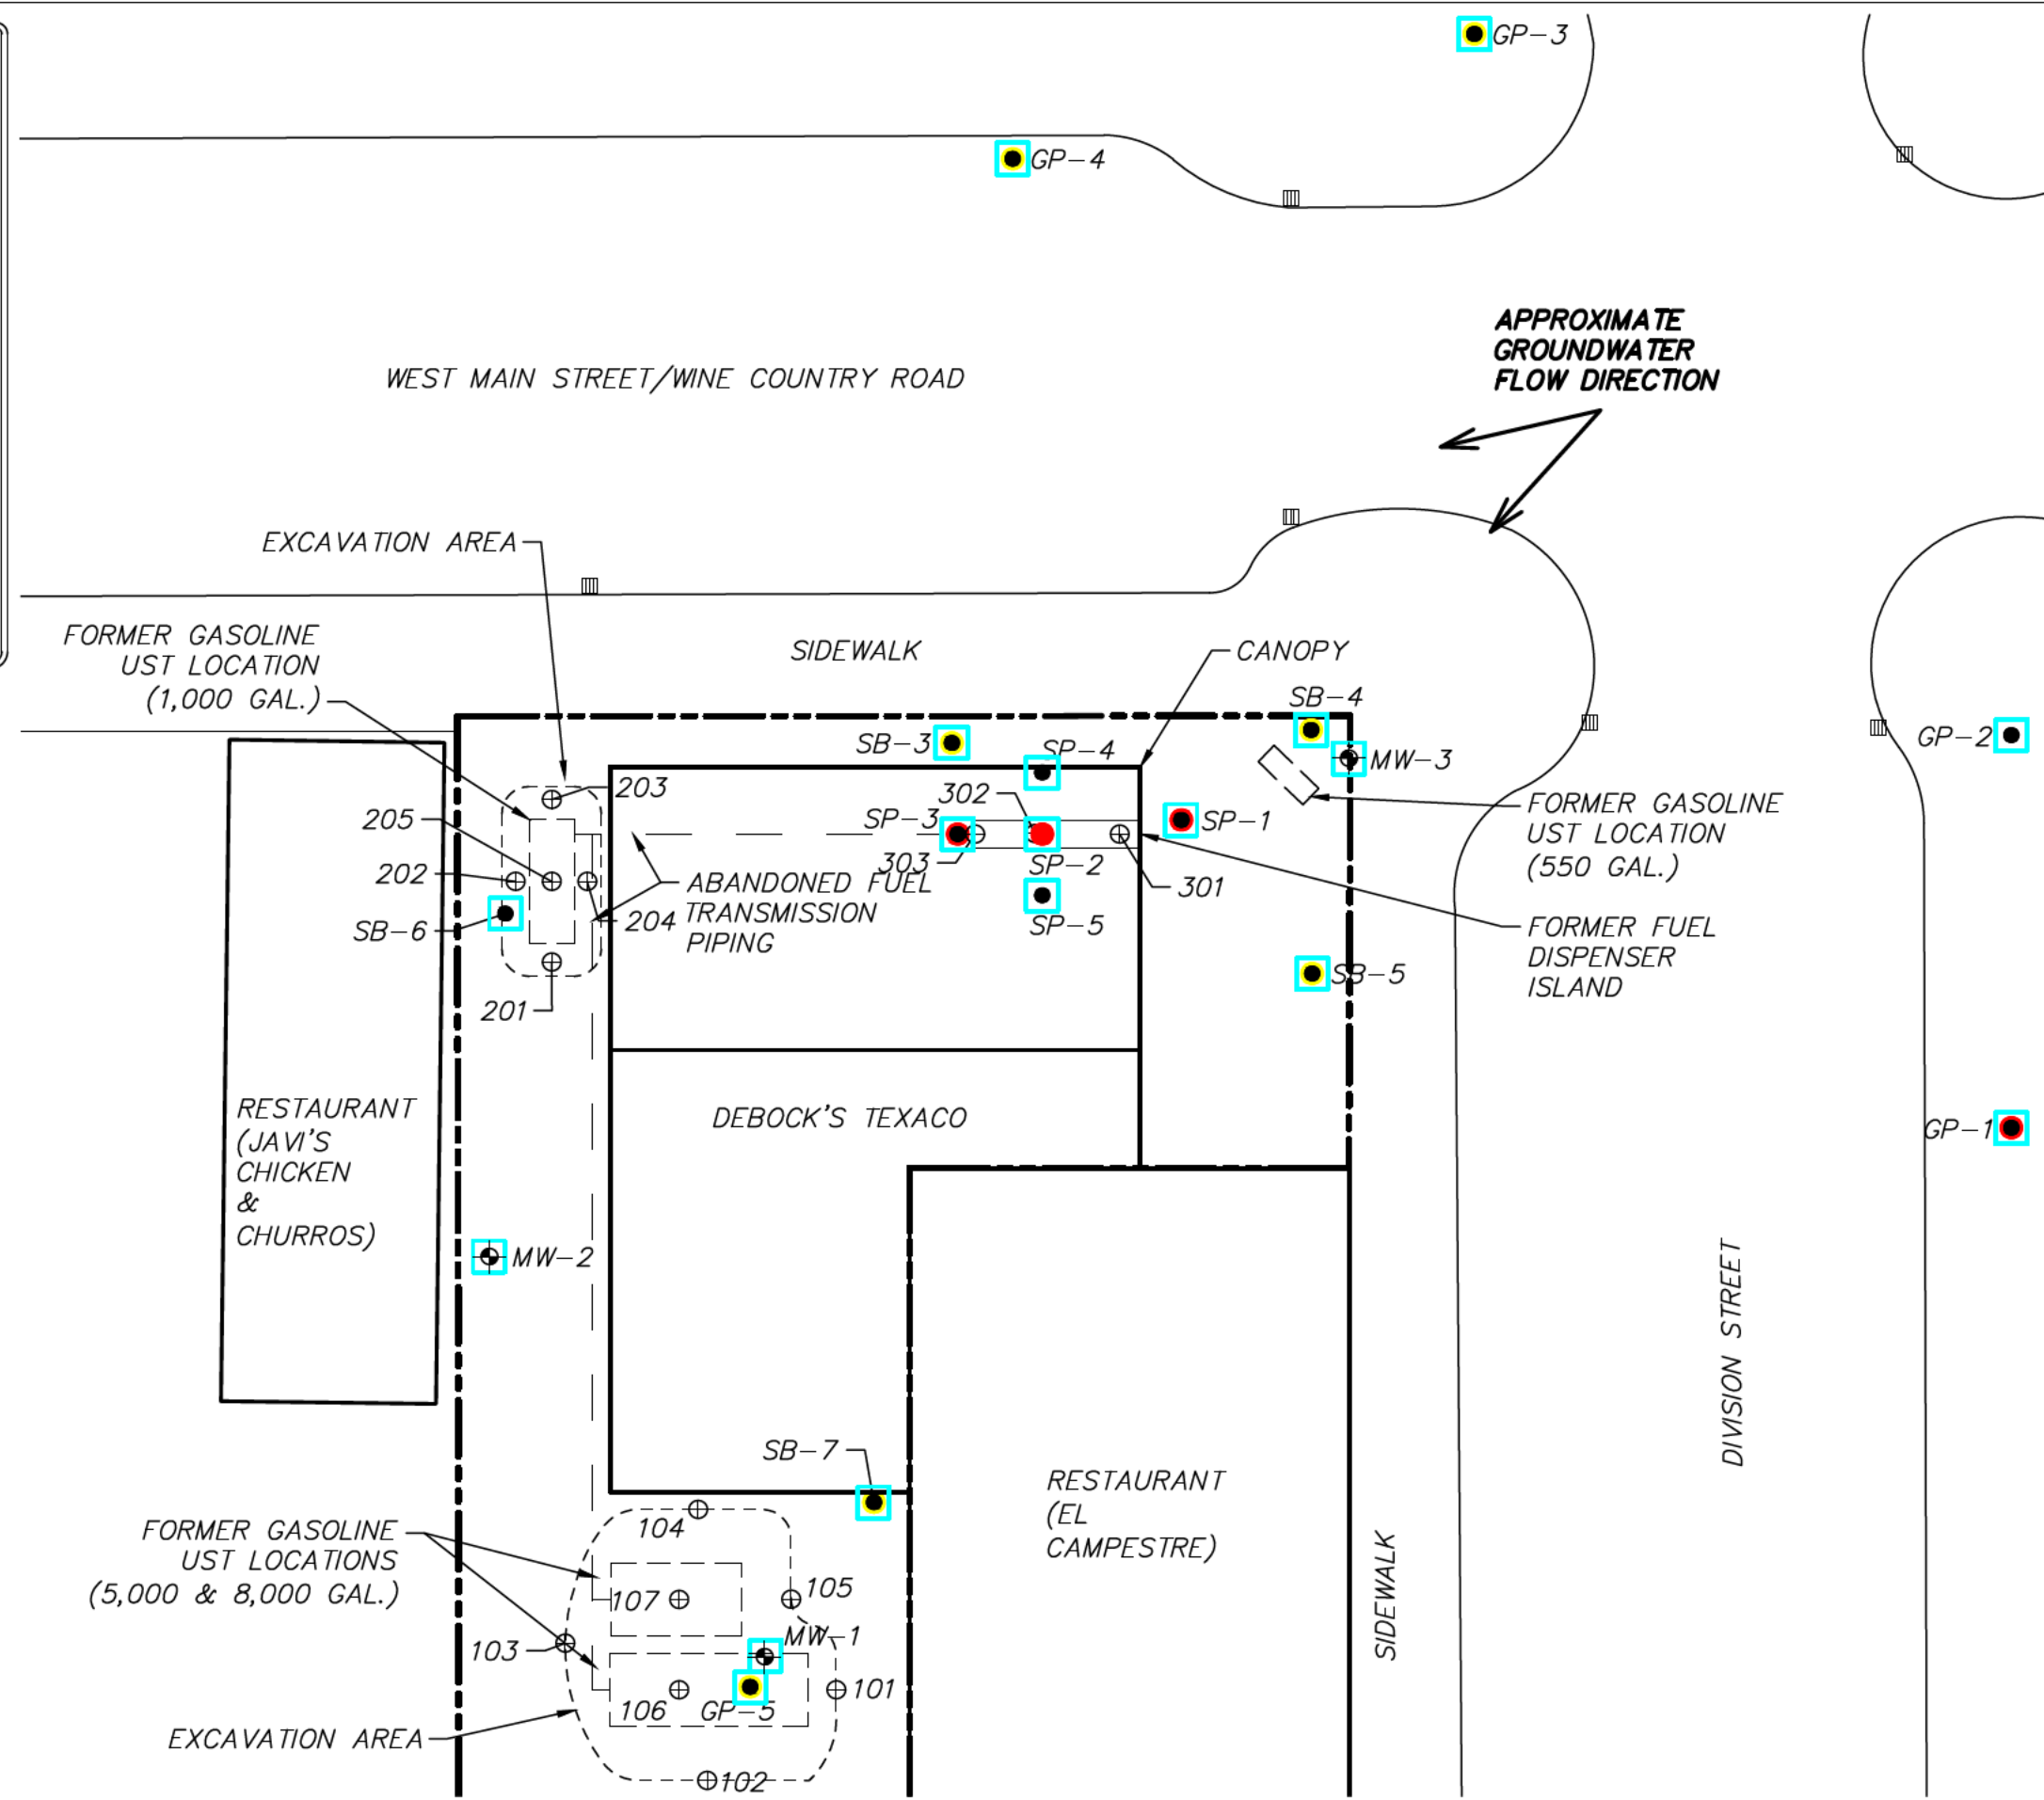 GP-3
GP-4
APPROXIMATE
GROUNDWATER
FLOW DIRECTION
WEST MAIN STREET/WINE COUNTRY ROAD
EXCAVATION AREA
FORMER GASOLINE
UST LOCATION
(1,000 GAL.)
SIDEWALK
CANOPY
SB-4
SB-3
SP-4
MW-3
GP-2
203
302
SP-3
SP-1
FORMER GASOLINE
UST LOCATION
(550 GAL.)
205
303
SP-2
202
ABANDONED FUEL
TRANSMISSION
PIPING
301
204
SP-5
SB-6
FORMER FUEL
DISPENSER
ISLAND
SB-5
201
RESTAURANT
(JAVI'S
CHICKEN
&
CHURROS)
DEBOCK'S TEXACO
GP-1
MW-2
DIVISION STREET
SB-7
RESTAURANT
(EL
CAMPESTRE)
SIDEWALK
FORMER GASOLINE
UST LOCATIONS
(5,000 & 8,000 GAL.)
104
107
105
103
MW-1
106
GP-5
101
EXCAVATION AREA
102